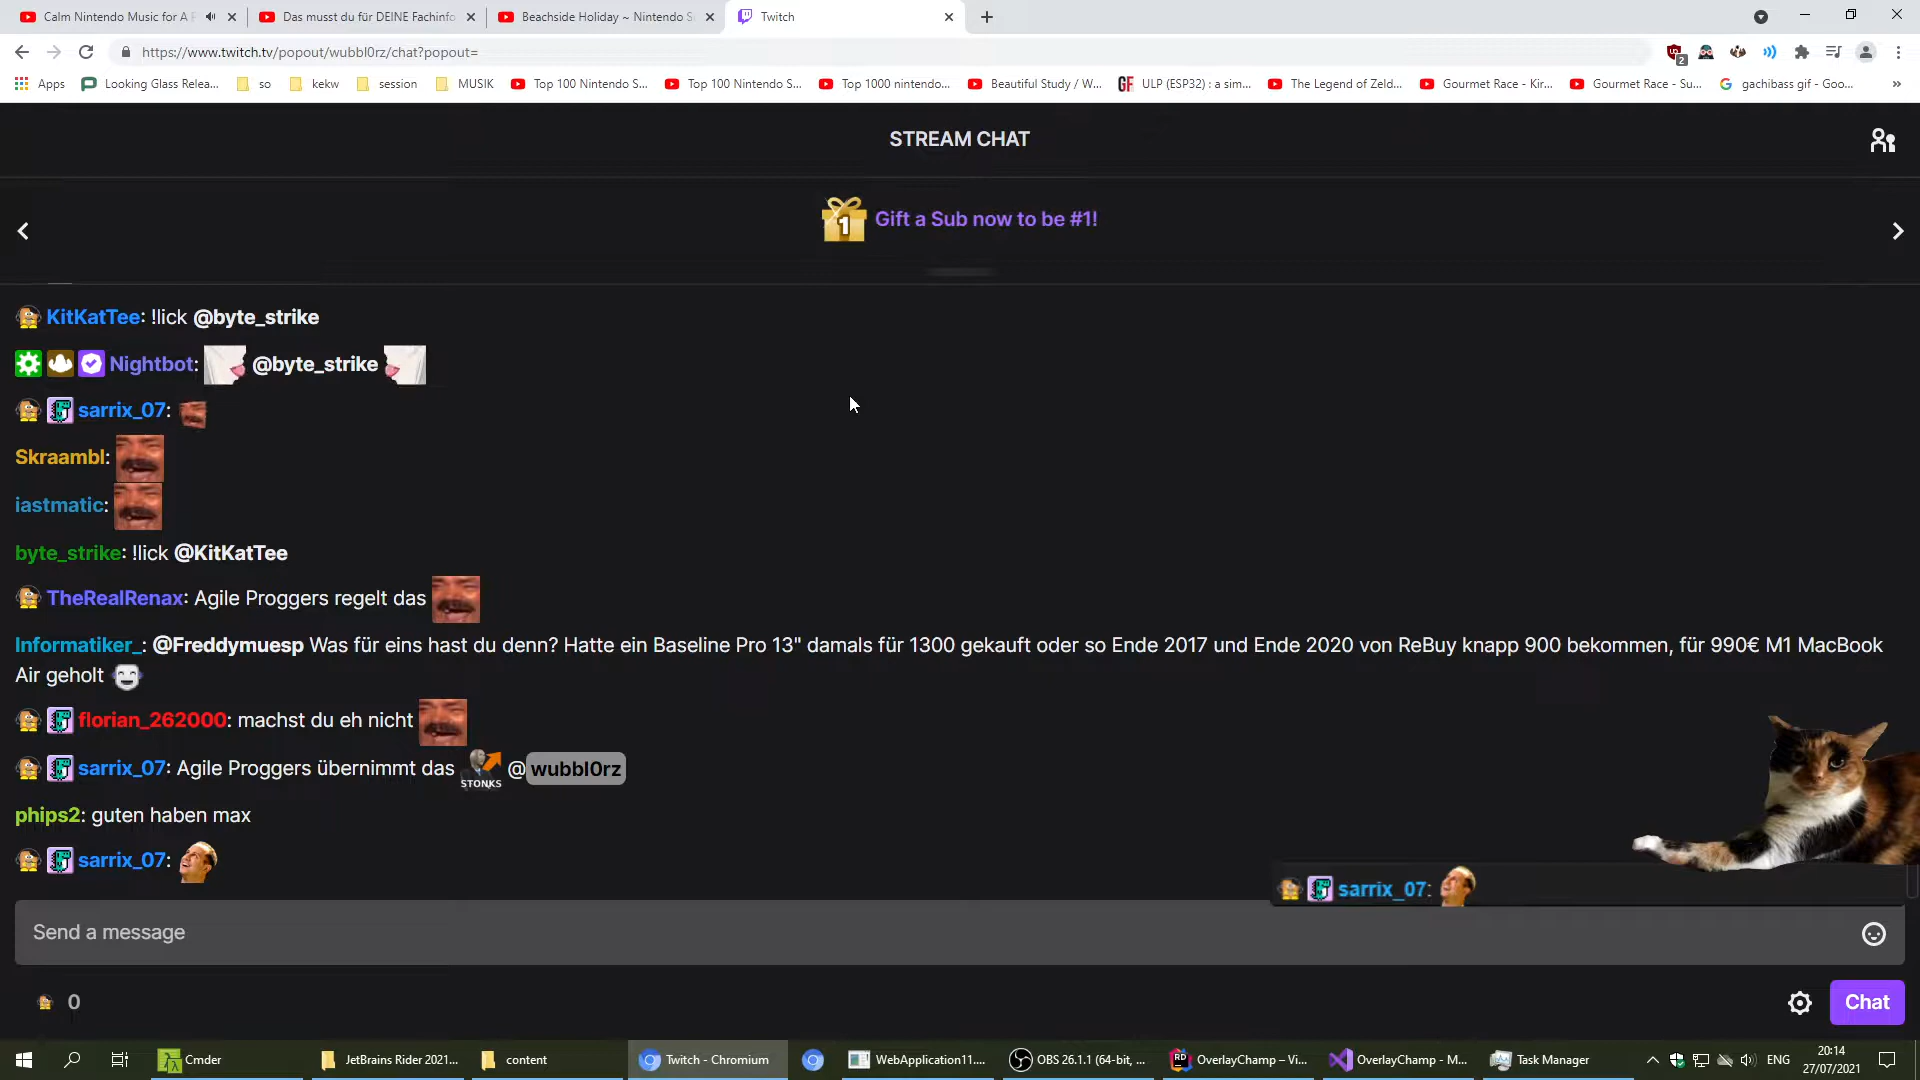 Calm Nintendo Music for A P
Das musst du für DEINE Fachinfo
Beachside Holiday ~ Nintendo S
Twitch
https://www.twitch.tv/popout/wubbl0rz/chat?popout=
2
Apps
Looking Glass Relea...
so
kekw
session
MUSIK
Top 100 Nintendo S...
Top 100 Nintendo S...
Top 1000 nintendo...
Beautiful Study / W...
GF ULP (ESP32) : a sim...
The Legend of Zeld...
Gourmet Race - Kir...
Gourmet Race - Su...
gachibass gif - Goo...
»
STREAM CHAT
1 Gift a Sub now to be #1!
KitKatTee: !lick @byte_strike
Nightbot: @byte_strike
sarrix_07:
Skraambl:
iastmatic:
byte_strike: !lick @KitKatTee
TheRealRenax: Agile Proggers regelt das
Informatiker_: @Freddymuesp Was für eins hast du denn? Hatte ein Baseline Pro 13" damals für 1300 gekauft oder so Ende 2017 und Ende 2020 von ReBuy knapp 900 bekommen, für 990€ M1 MacBook
Air geholt
florian_262000: machst du eh nicht
sarrix_07: Agile Proggers übernimmt das STONKS @wubbl0rz
phips2: guten haben max
sarrix_07:
sarrix_07:
Send a message
0
Chat
Cmder
JetBrains Rider 2021...
content
Twitch - Chromium
WebApplication11....
OBS 26.1.1 (64-bit, ...
RD OverlayChamp – Vi...
OverlayChamp - M...
Task Manager
ENG
20:14
27/07/2021